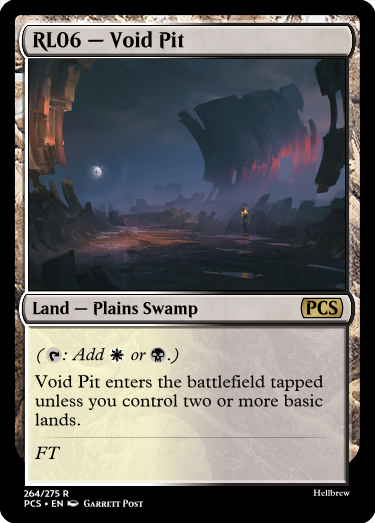 RL06 — Void Pit
Land — Plains Swamp
PCS
( : Add or .)
Void Pit enters the battlefield tapped
unless you control two or more basic
lands.
FT
264/275 R
PCS • EN Garrett Post
Hellbrew